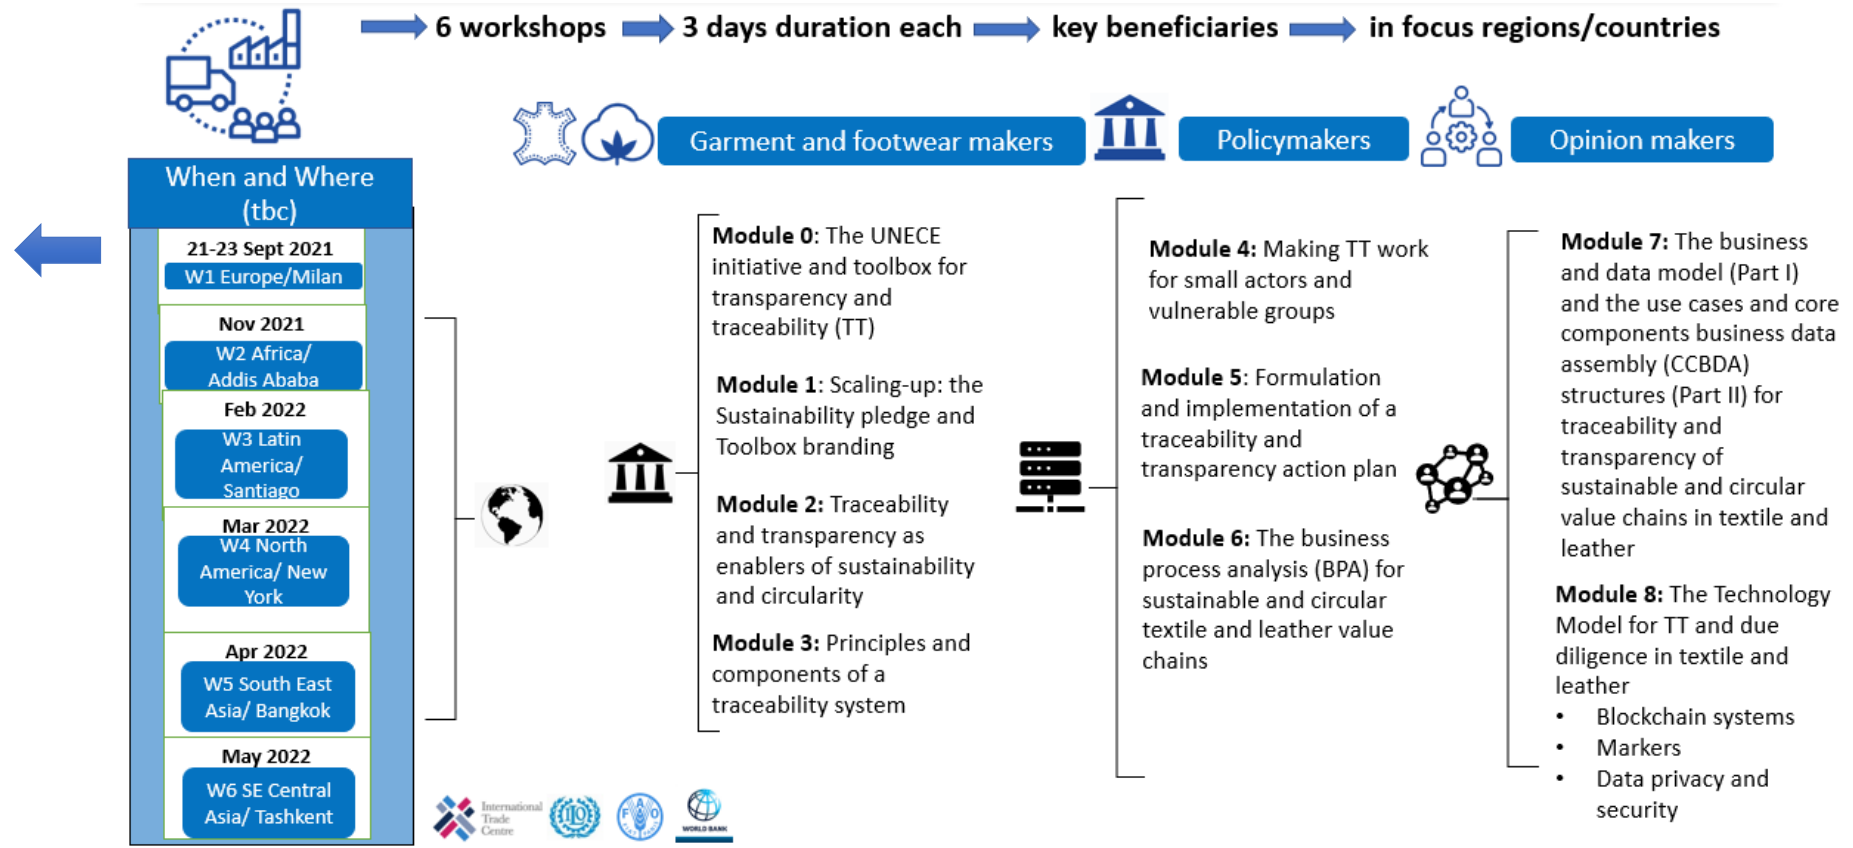 6 workshops
3 days duration each
key beneficiaries
in focus regions/countries
Garment and footwear makers
Policymakers
Opinion makers
When and Where
(tbc)
21-23 Sept 2021
W1 Europe/Milan
Nov 2021
W2 Africa/
Addis Ababa
Feb 2022
W3 Latin
America/
Santiago
Mar 2022
W4 North
America/ New
York
Apr 2022
W5 South East
Asia/ Bangkok
May 2022
W6 SE Central
Asia/ Tashkent
Module 0: The UNECE
initiative and toolbox for
transparency and
traceability (TT)
Module 1: Scaling-up: the
Sustainability pledge and
Toolbox branding
Module 2: Traceability
and transparency as
enablers of sustainability
and circularity
Module 3: Principles and
components of a
traceability system
Module 4: Making TT work
for small actors and
vulnerable groups
Module 5: Formulation
and implementation of a
traceability and
transparency action plan
Module 6: The business
process analysis (BPA) for
sustainable and circular
textile and leather value
chains
Module 7: The business
and data model (Part I)
and the use cases and core
components business data
assembly (CCBDA)
structures (Part II) for
traceability and
transparency of
sustainable and circular
value chains in textile and
leather
Module 8: The Technology
Model for TT and due
diligence in textile and
leather
• Blockchain systems
• Markers
• Data privacy and
security
International
Trade
Centre
ILO
FAO
WORLD BANK